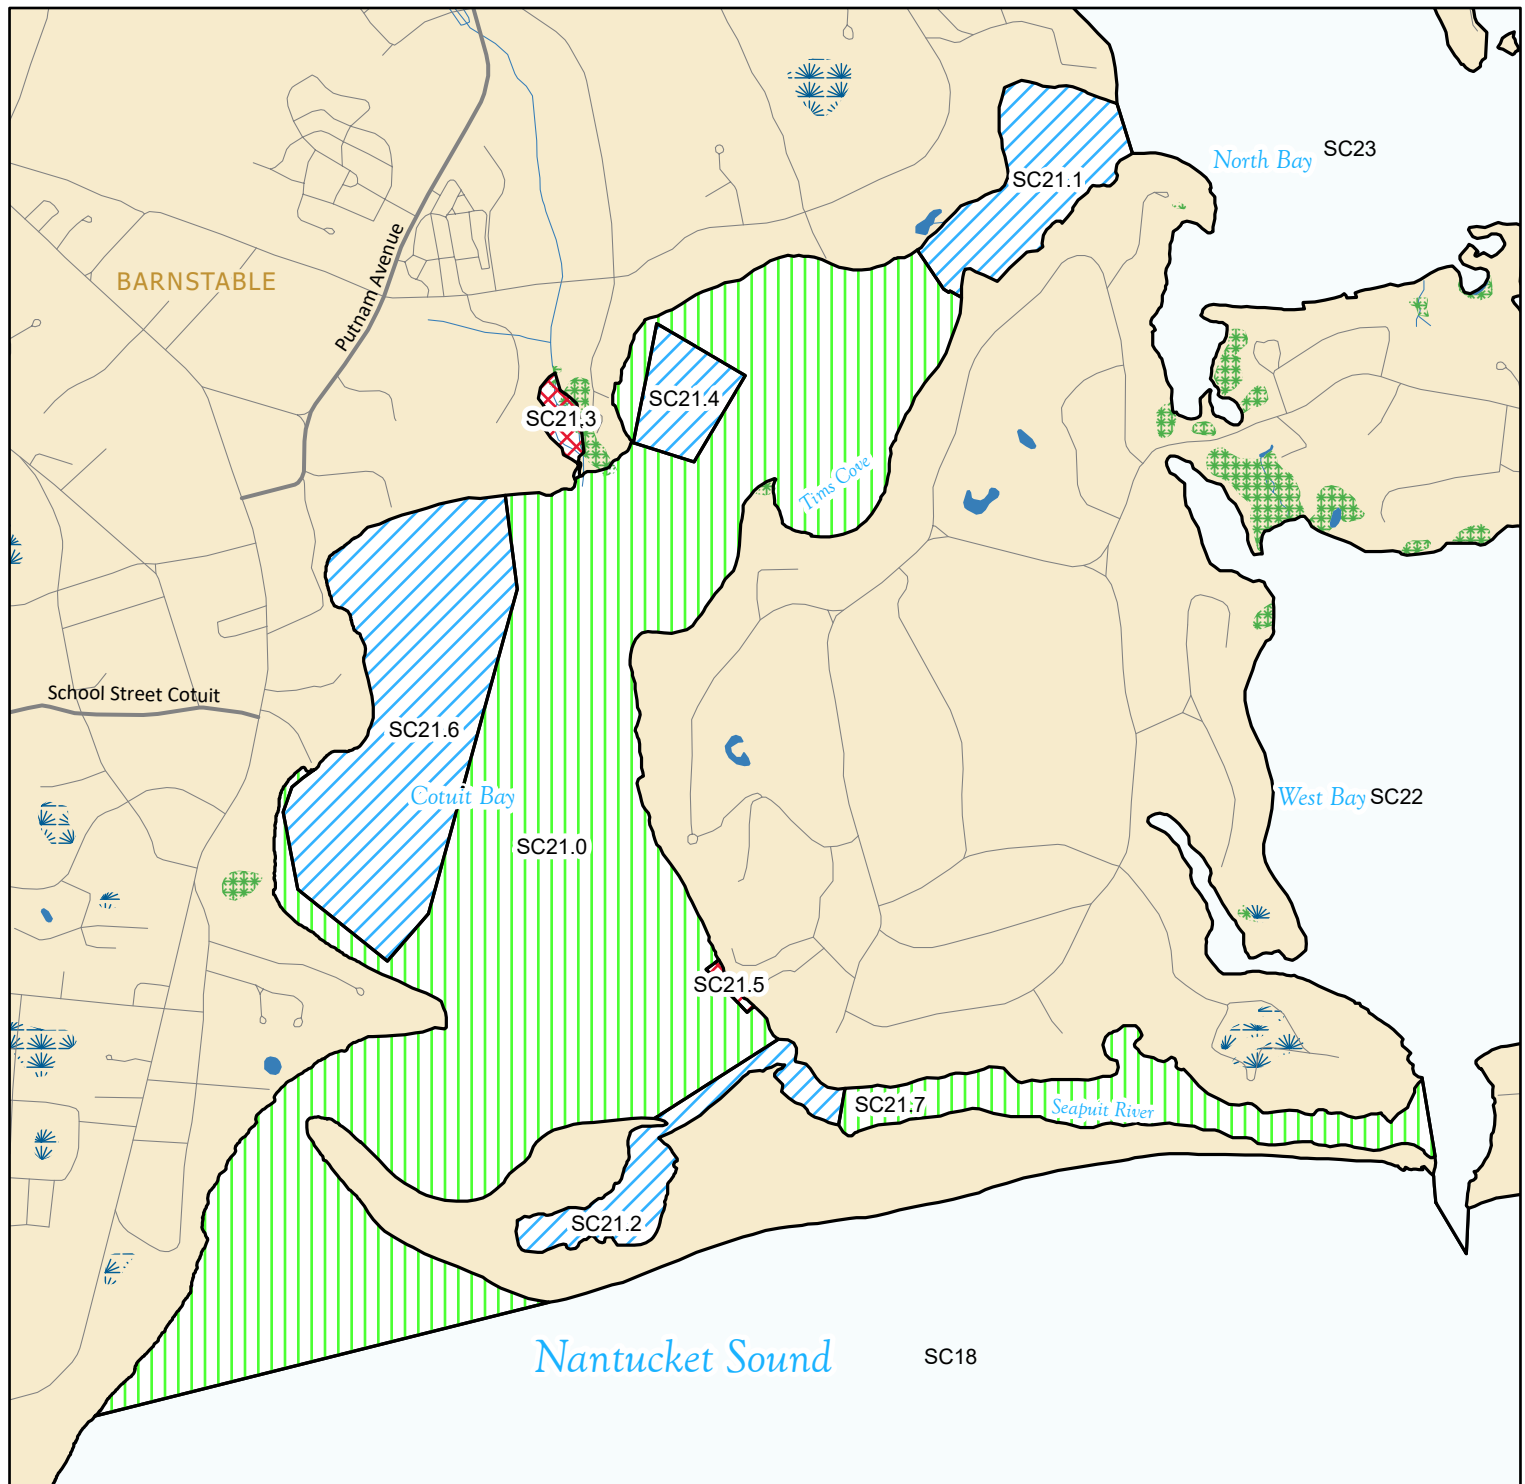 North Bay
SC23
SC21.1
BARNSTABLE
Putnam Avenue
SC21.4
SC21.3
Tims Cove
School Street Cotuit
SC21.6
Cotuit Bay
West Bay
SC22
SC21.0
SC21.5
SC21.7
Seapuit River
SC21.2
Nantucket Sound
SC18